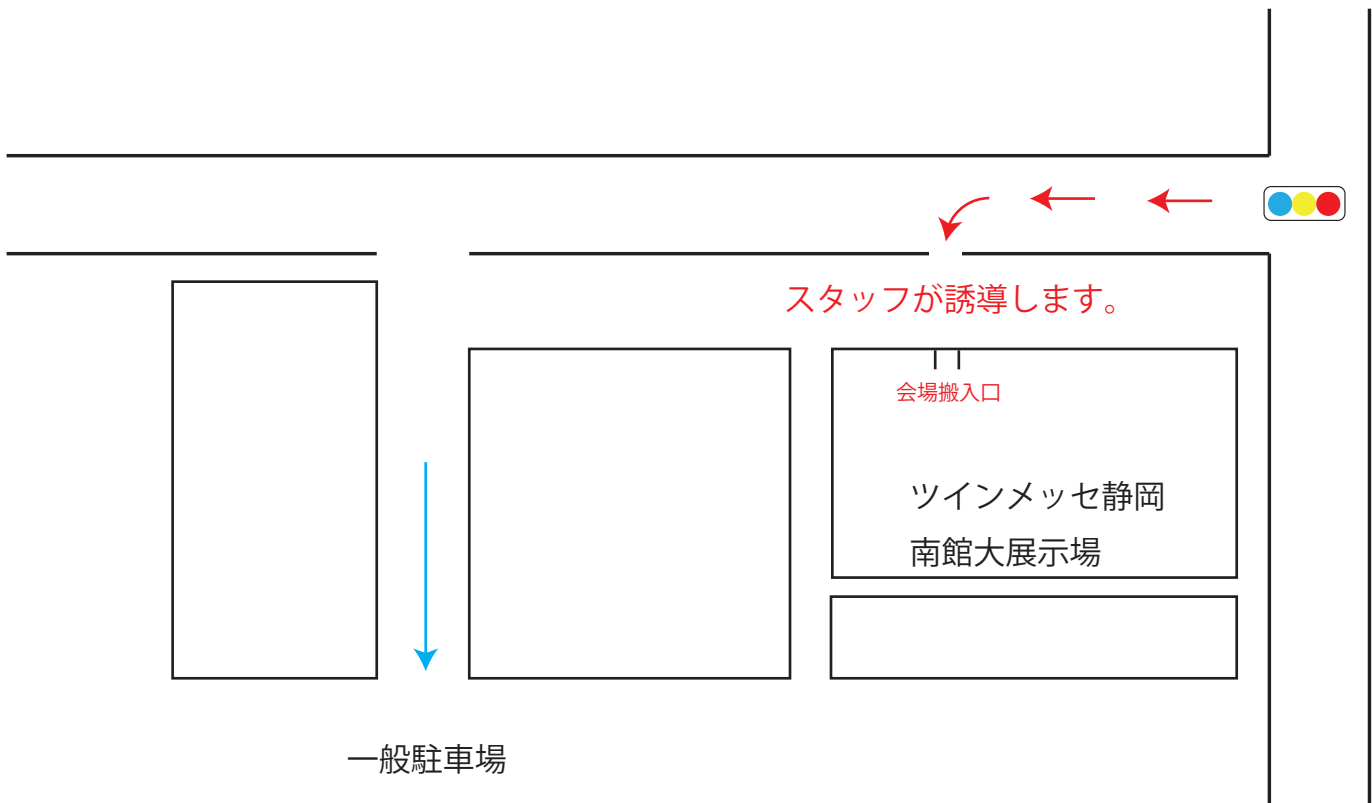 スタッフが誘導します。
会場搬入口
ツインメッセ静岡
南館大展示場
一般駐車場